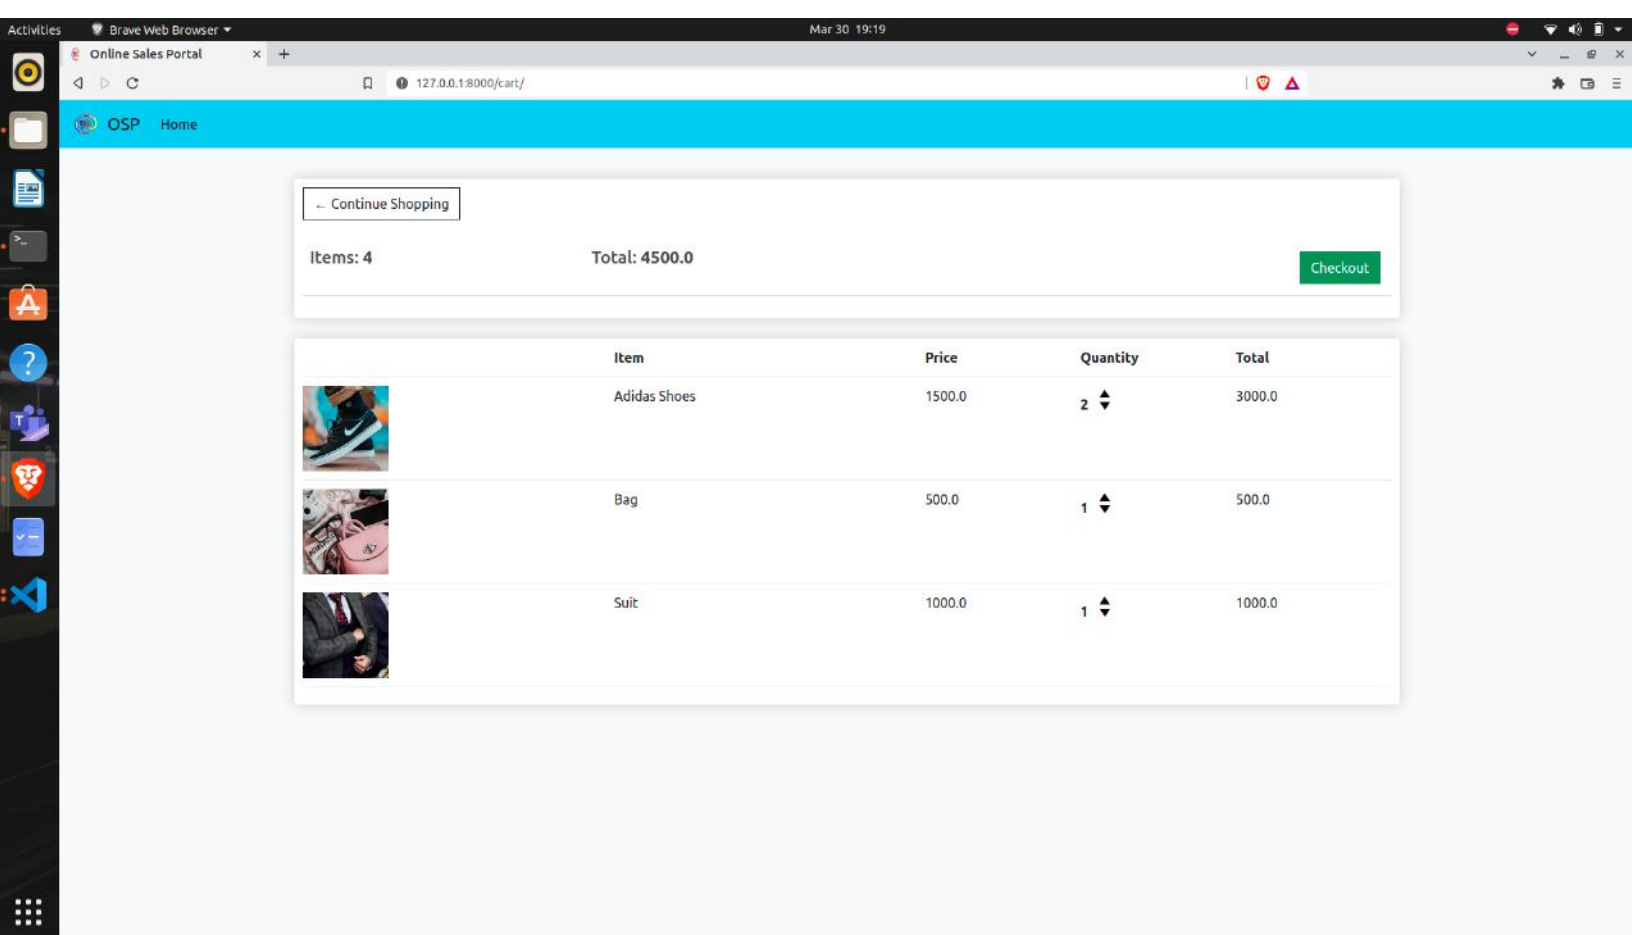 Activities Brave Web Browser Mar 30 19:19
Online Sales Portal
127.0.0.1:8000/cart/
OSP Home
← Continue Shopping
Items: 4 Total: 4500.0
Checkout
Item Price Quantity Total
Adidas Shoes 1500.0 2 3000.0
Bag 500.0 1 500.0
Suit 1000.0 1 1000.0